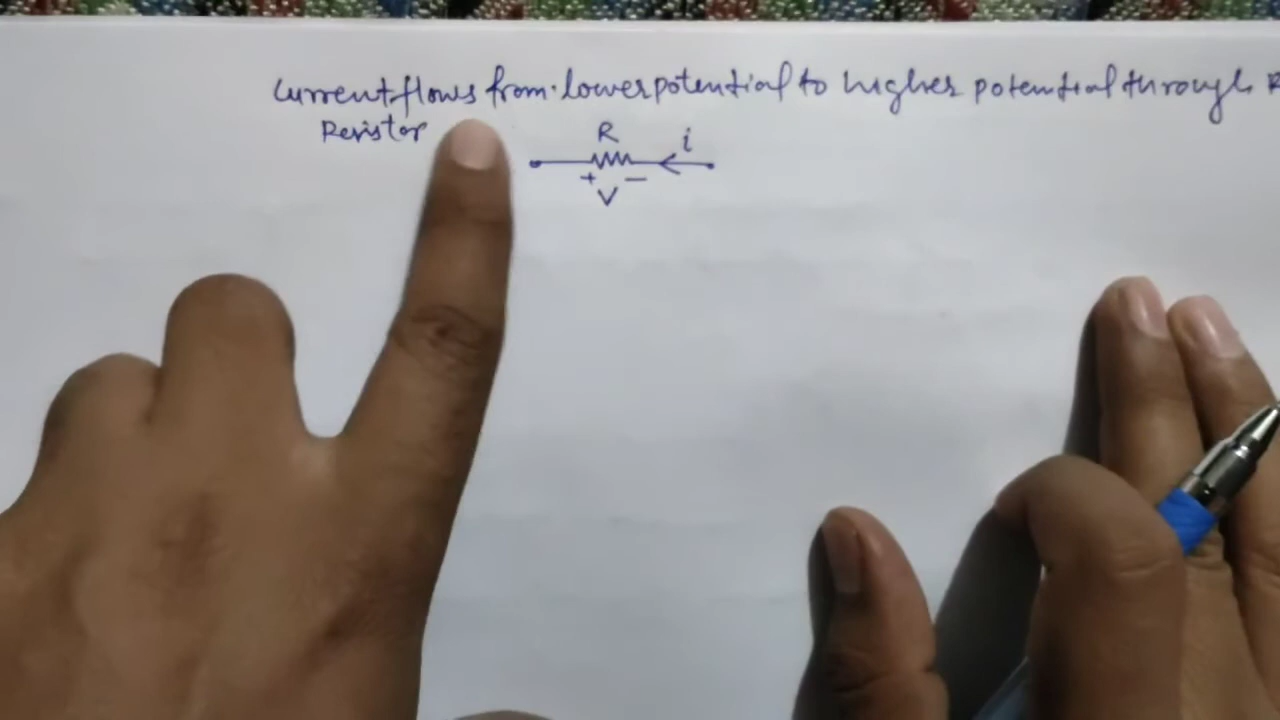 Current flows from lower potential to higher potential through R
Resistor
R
i
+ -
V